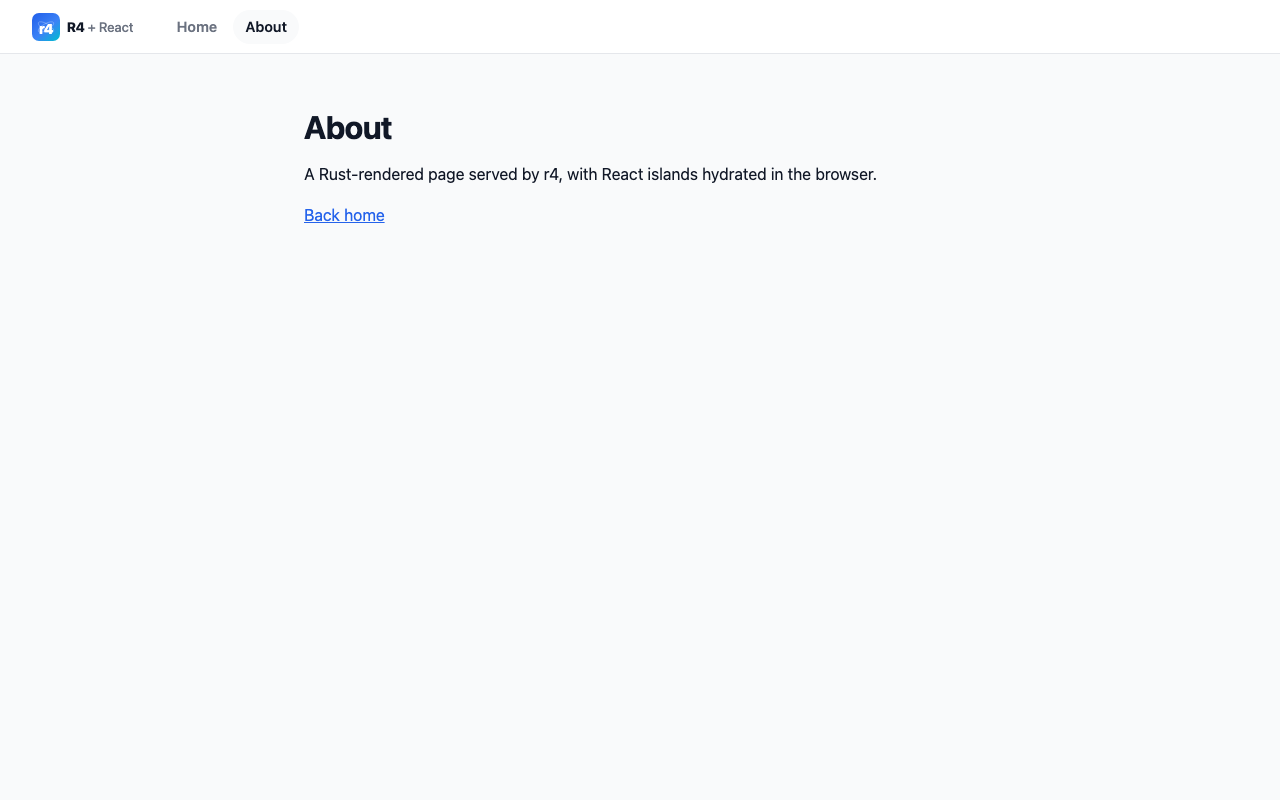 r4 R4 + React Home About
About
A Rust-rendered page served by r4, with React islands hydrated in the browser.
Back home